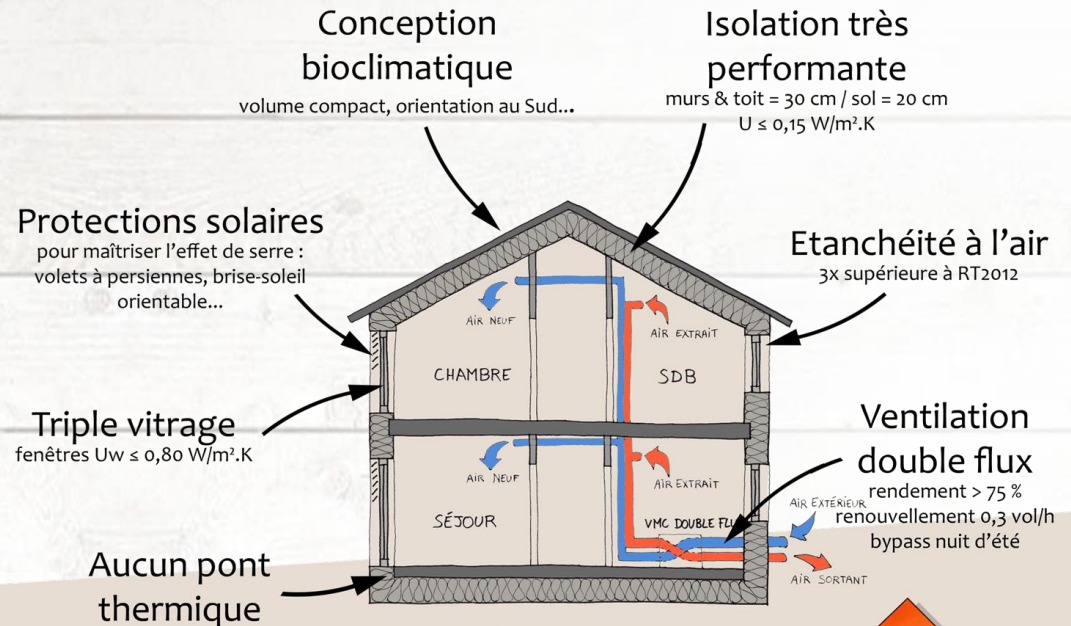 Conception
bioclimatique
volume compact, orientation au Sud...
Isolation très
performante
murs & toit = 30 cm / sol = 20 cm
U ≤ 0,15 W/m².K
Protections solaires
pour maîtriser l'effet de serre :
volets à persiennes, brise-soleil
orientable...
Etanchéité à l'air
3x supérieure à RT2012
AIR NEUF
AIR EXTRAIT
CHAMBRE
SDB
Triple vitrage
fenêtres Uw ≤ 0,80 W/m².K
Ventilation
double flux
rendement > 75 %
renouvellement 0,3 vol/h
bypass nuit d'été
AIR NEUF
AIR EXTRAIT
AIR EXTÉRIEUR
SÉJOUR
VMC DOUBLE FLU
AIR SORTANT
Aucun pont
thermique